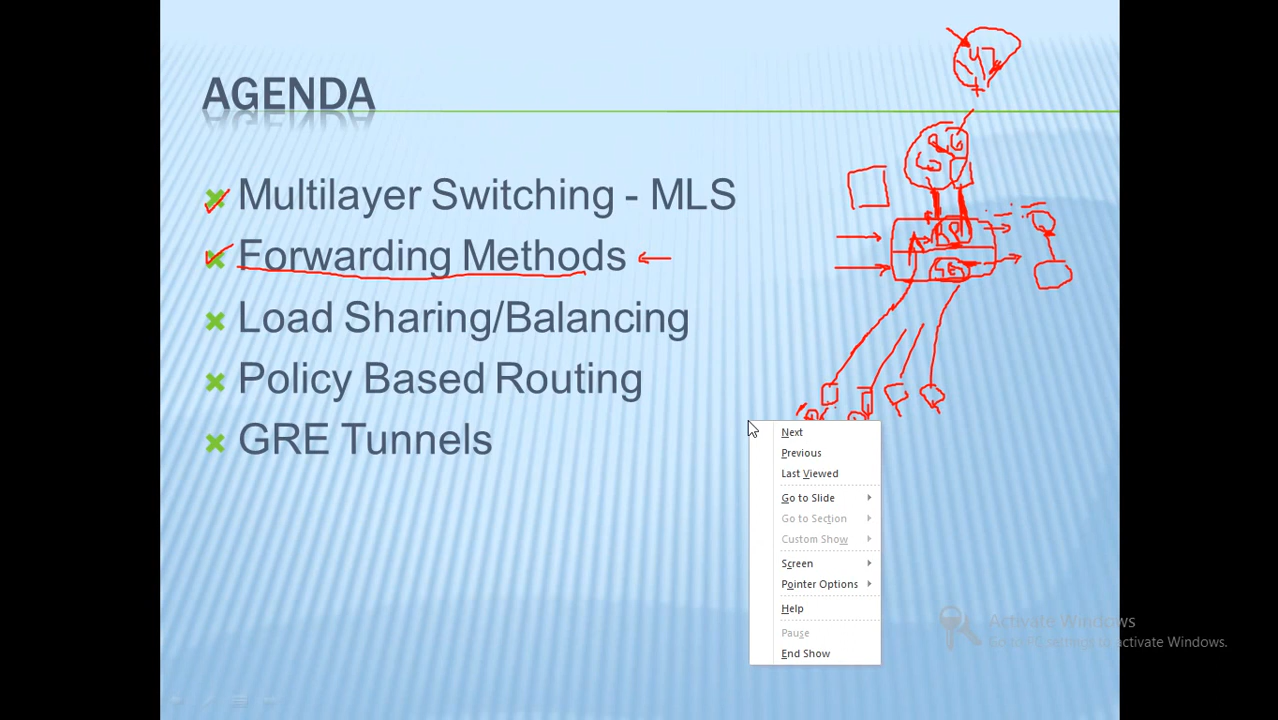 AGENDA
Multilayer Switching - MLS
Forwarding Methods
Load Sharing/Balancing
Policy Based Routing
GRE Tunnels
47
RP
Next
Previous
Last Viewed
Go to Slide
Go to Section
Custom Show
Screen
Pointer Options
Help
Pause
End Show
Activate Windows
Go to PC settings to activate Windows.